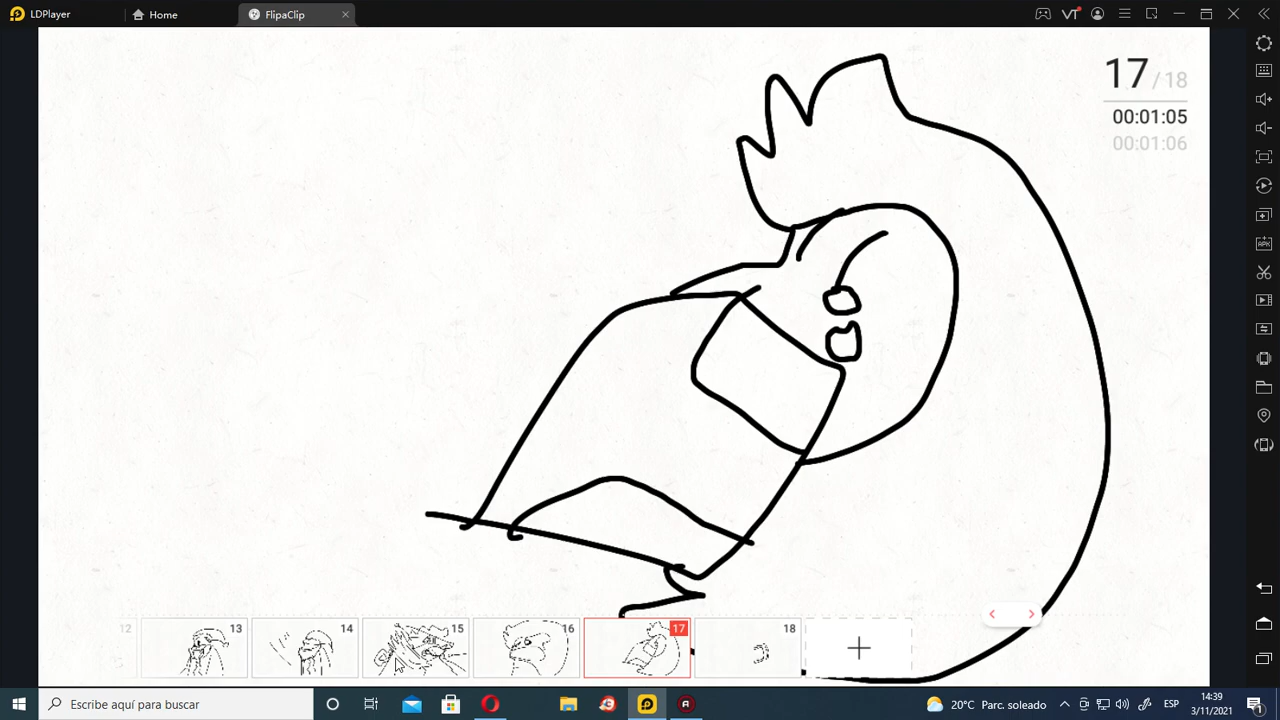 LDPlayer
Home
FlipaClip
17 / 18
00:01:05
00:01:06
12
13
14
15
16
17
18
Escribe aquí para buscar
20°C Parc. soleado
ESP
14:39
3/11/2021